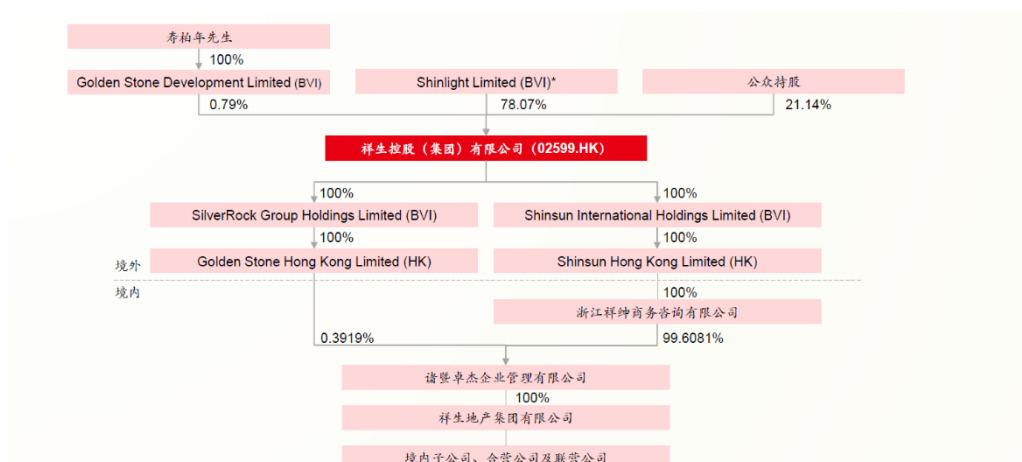 寿柏年先生
100%
Golden Stone Development Limited (BVI)
Shinlight Limited (BVI)*
公众持股
0.79%
78.07%
21.14%
祥生控股（集团）有限公司（02599.HK）
100%
100%
SilverRock Group Holdings Limited (BVI)
Shinsun International Holdings Limited (BVI)
100%
100%
境外
Golden Stone Hong Kong Limited (HK)
Shinsun Hong Kong Limited (HK)
境内
100%
浙江祥绅商务咨询有限公司
0.3919%
99.6081%
诸暨卓杰企业管理有限公司
100%
祥生地产集团有限公司
境内子公司、合营公司及联营公司